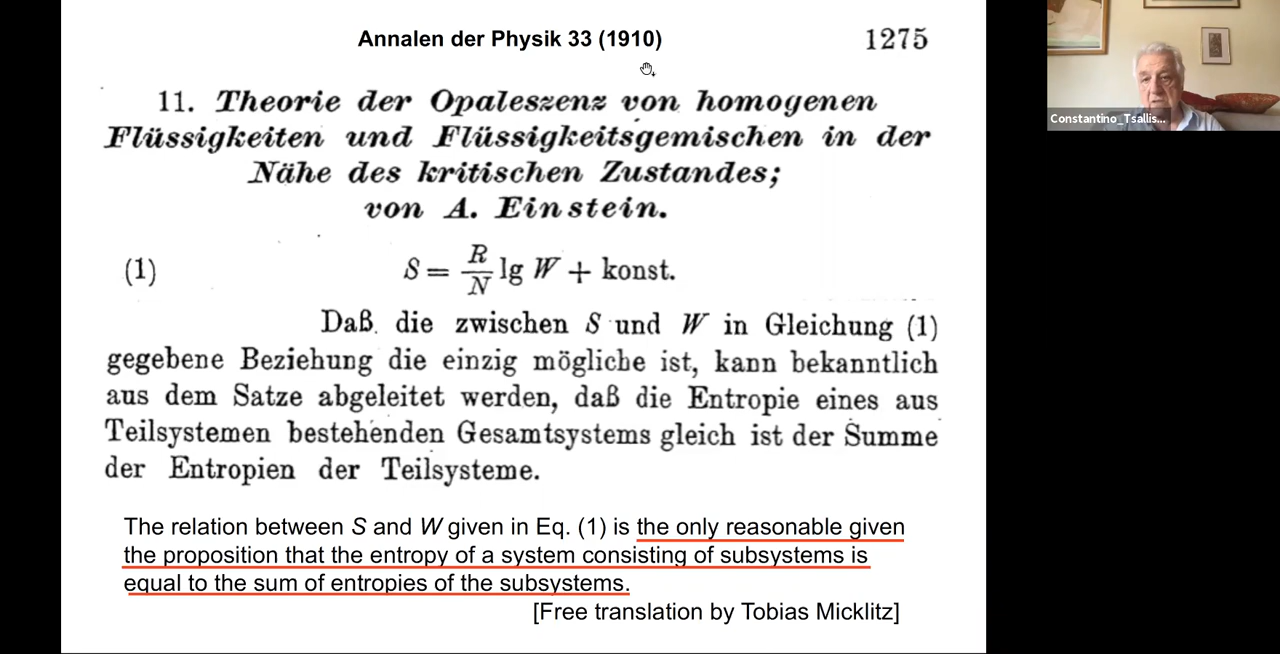 Annalen der Physik 33 (1910)
1275
Constantino_Tsallis...
11. Theorie der Opaleszenz von homogenen
Flüssigkeiten und Flüssigkeitsgemischen in der
Nähe des kritischen Zustandes;
von A. Einstein.
(1) S = R/N lg W + konst.
Daß die zwischen S und W in Gleichung (1)
gegebene Beziehung die einzig mögliche ist, kann bekanntlich
aus dem Satze abgeleitet werden, daß die Entropie eines aus
Teilsystemen bestehenden Gesamtsystems gleich ist der Summe
der Entropien der Teilsysteme.
The relation between S and W given in Eq. (1) is the only reasonable given
the proposition that the entropy of a system consisting of subsystems is
equal to the sum of entropies of the subsystems.
[Free translation by Tobias Micklitz]